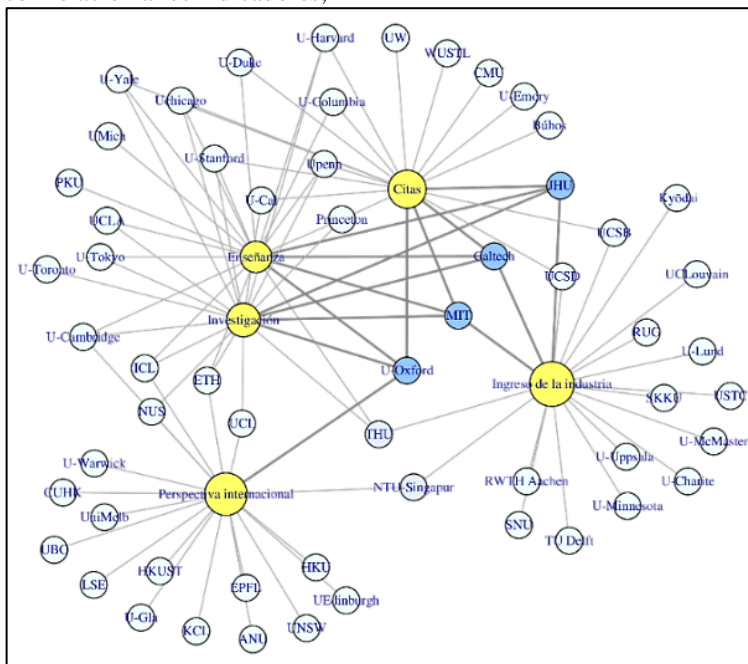 U-Harvard
UW
WUSTL
U-Duke
CMU
U-Yale
U-Emory
Uchicago
U-Columbia
Búhos
UMich
U-Stanford
Upenn
PKU
Citas
JHU
U-Cal
Kyōdai
UCLA
Princeton
UCSB
U-Tokyo
Enseñanza
Caltech
U-Toronto
UCSD
UCLouvain
MIT
Investigación
U-Cambridge
RUG
U-Lund
ICL
ETH
U-Oxford
Ingreso de la industria
SKKU
USTC
NUS
UCL
THU
U-McMaster
U-Warwick
U-Uppsala
CUHK
Perspectiva internacional
NTU-Singapur
RWTH Aachen
U-Charite
UniMelb
U-Minnesota
SNU
UBC
TU Delft
HKUST
HKU
LSE
EPFL
UEdinburgh
U-Gla
KCL
ANU
UNSW